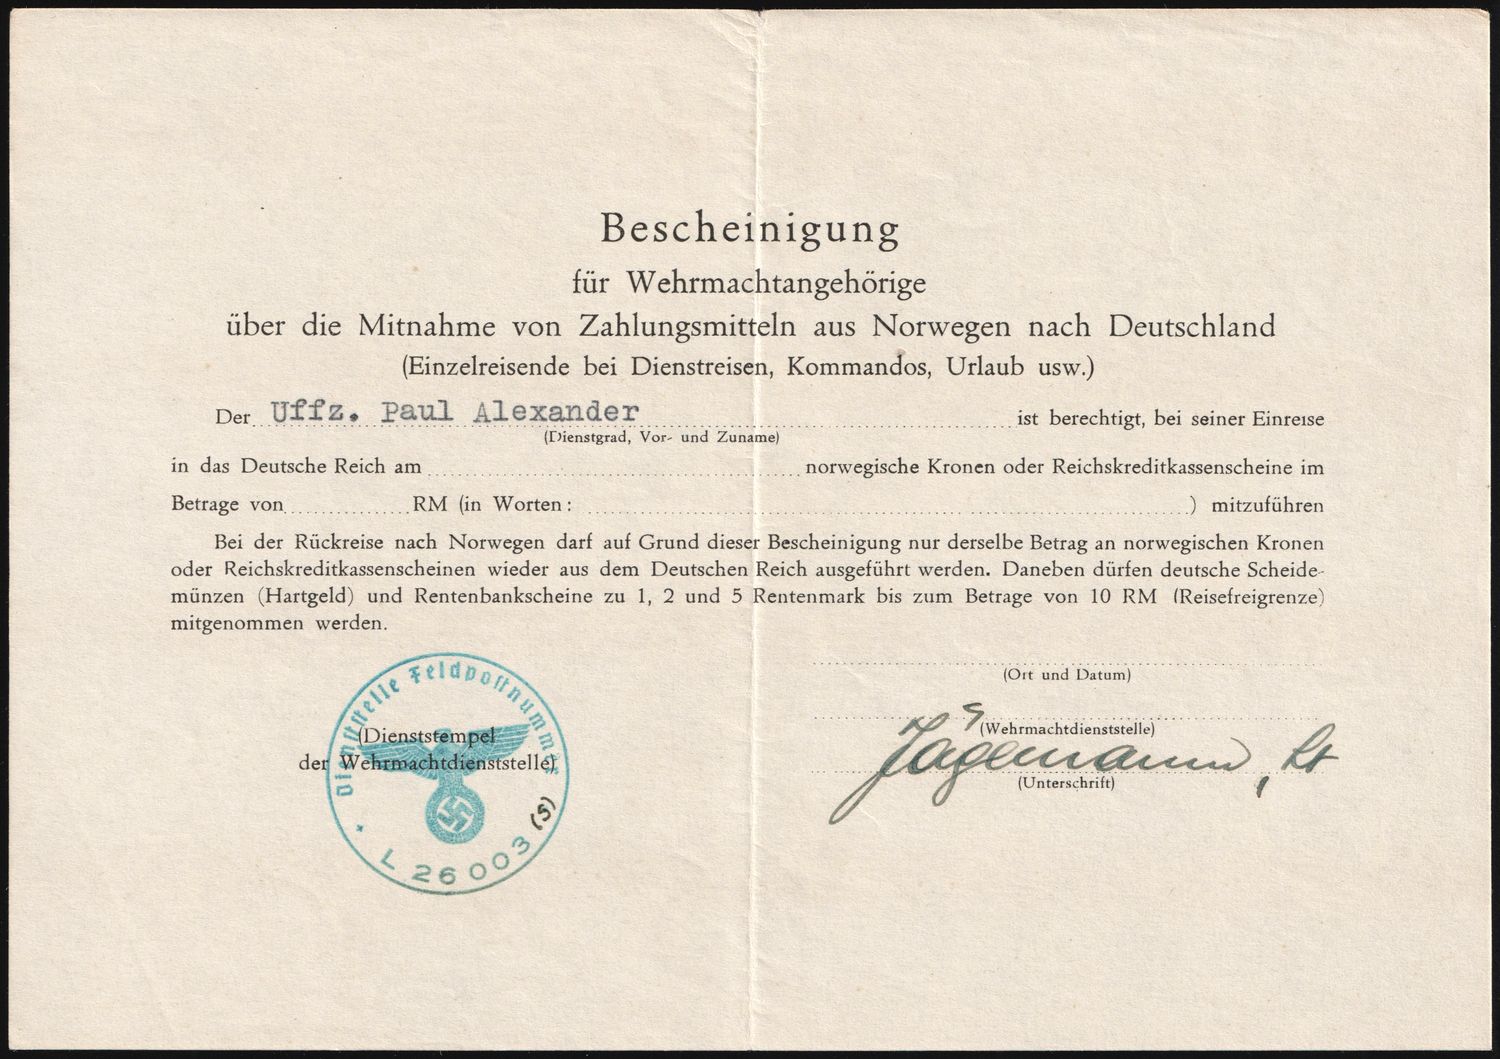 Bescheinigung
für Wehrmachtangehörige
über die Mitnahme von Zahlungsmitteln aus Norwegen nach Deutschland
(Einzelreisende bei Dienstreisen, Kommandos, Urlaub usw.)
Der Uffz. Paul Alexander ist berechtigt, bei seiner Einreise
(Dienstgrad, Vor- und Zuname)
in das Deutsche Reich am norwegische Kronen oder Reichskreditkassenscheine im
Betrage von RM (in Worten: ) mitzuführen
Bei der Rückreise nach Norwegen darf auf Grund dieser Bescheinigung nur derselbe Betrag an norwegischen Kronen
oder Reichskreditkassenscheinen wieder aus dem Deutschen Reich ausgeführt werden. Daneben dürfen deutsche Scheide-
münzen (Hartgeld) und Rentenbankscheine zu 1, 2 und 5 Rentenmark bis zum Betrage von 10 RM (Reisefreigrenze)
mitgenommen werden.
Dienststelle Feldpostnummer
(Dienststempel
der Wehrmachtdienststelle)
L 26003 (S)
(Ort und Datum)
(Wehrmachtdienststelle)
Jägemann, Lt
(Unterschrift)